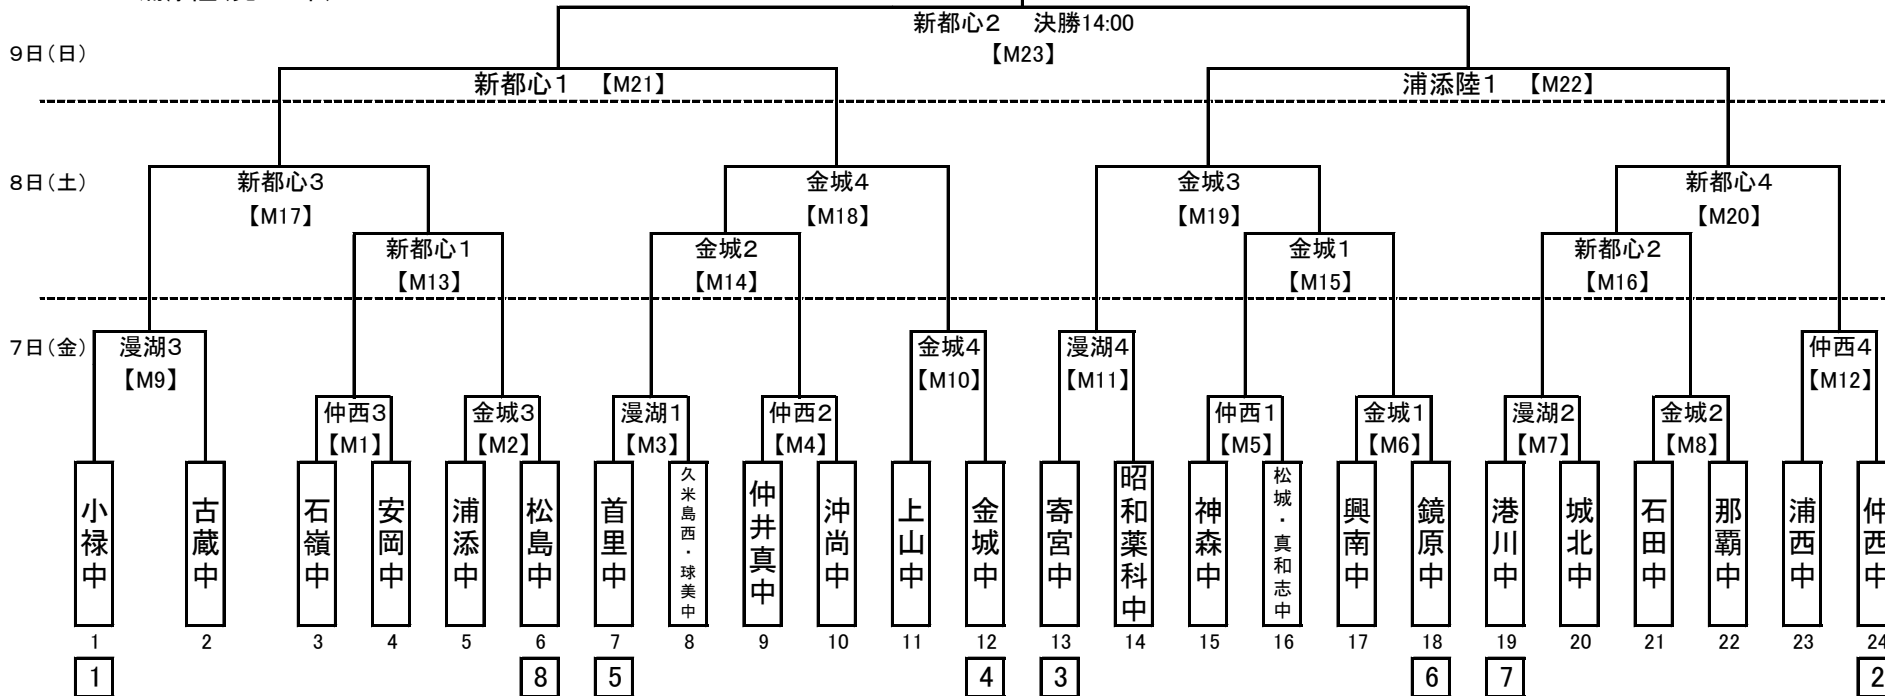 新都心2 決勝14:00
9日(日)
【M23】
新都心1 【M21】
浦添陸1 【M22】
8日(土)
新都心3
金城4
金城3
新都心4
【M17】
【M18】
【M19】
【M20】
新都心1
金城2
金城1
新都心2
【M13】
【M14】
【M15】
【M16】
7日(金)
漫湖3
金城4
漫湖4
仲西4
【M9】
【M10】
【M11】
【M12】
仲西3
金城3
漫湖1
仲西2
仲西1
金城1
漫湖2
金城2
【M1】
【M2】
【M3】
【M4】
【M5】
【M6】
【M7】
【M8】
小禄中
古蔵中
石嶺中
安岡中
浦添中
松島中
首里中
久米島西・球美中
仲井真中
沖尚中
上山中
金城中
寄宮中
昭和薬科中
神森中
松城・真和志中
興南中
鏡原中
港川中
城北中
石田中
那覇中
浦西中
仲西中
1 2 3 4 5 6 7 8 9 10 11 12 13 14 15 16 17 18 19 20 21 22 23 24
1 8 5 4 3 6 7 2